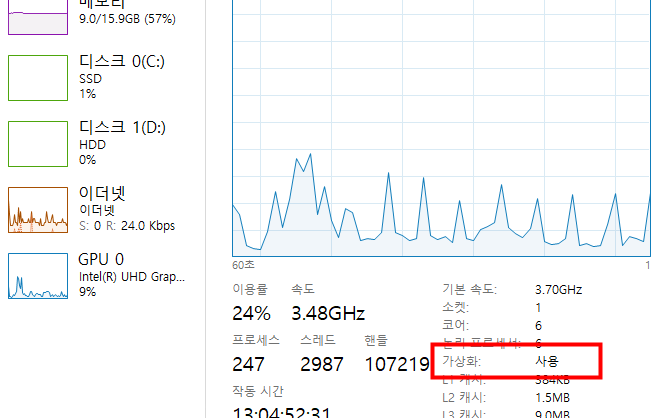 메모리
9.0/15.9GB (57%)
디스크 0(C:)
SSD
1%
디스크 1(D:)
HDD
0%
이더넷
이더넷
S: 0 R: 24.0 Kbps
GPU 0
Intel(R) UHD Grap...
9%
60초
1
이용률 속도
24% 3.48GHz
프로세스 스레드 핸들
247 2987 107219
작동 시간
13:04:52:31
기본 속도: 3.70GHz
소켓: 1
코어: 6
논리 프로세서: 6
가상화: 사용
L1 캐시: 384KB
L2 캐시: 1.5MB
L3 캐시: 9.0MB